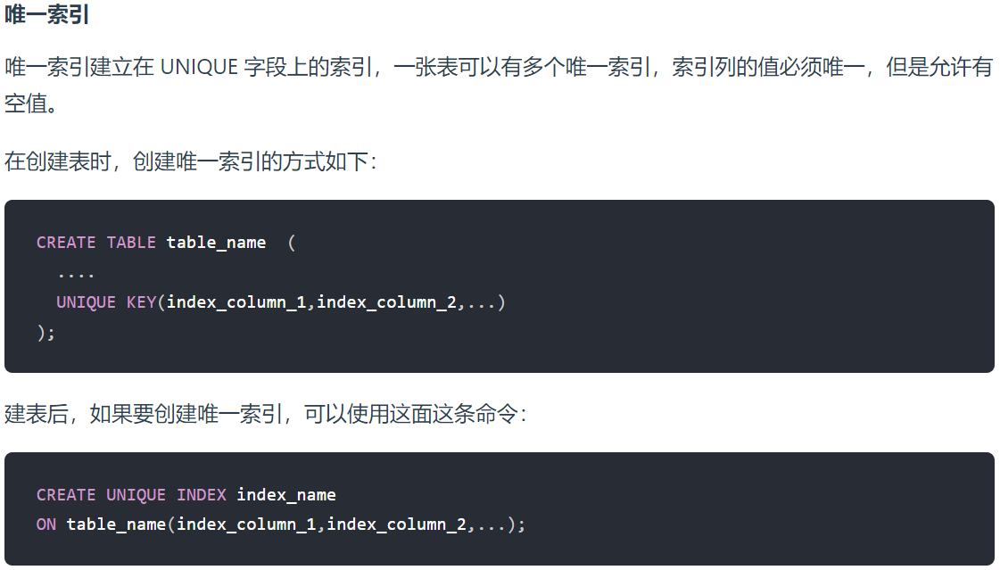 唯一索引
唯一索引建立在 UNIQUE 字段上的索引，一张表可以有多个唯一索引，索引列的值必须唯一，但是允许有
空值。
在创建表时，创建唯一索引的方式如下：
CREATE TABLE table_name  (
  ....
  UNIQUE KEY(index_column_1,index_column_2,...)
);
建表后，如果要创建唯一索引，可以使用这面这条命令：
CREATE UNIQUE INDEX index_name
ON table_name(index_column_1,index_column_2,...);